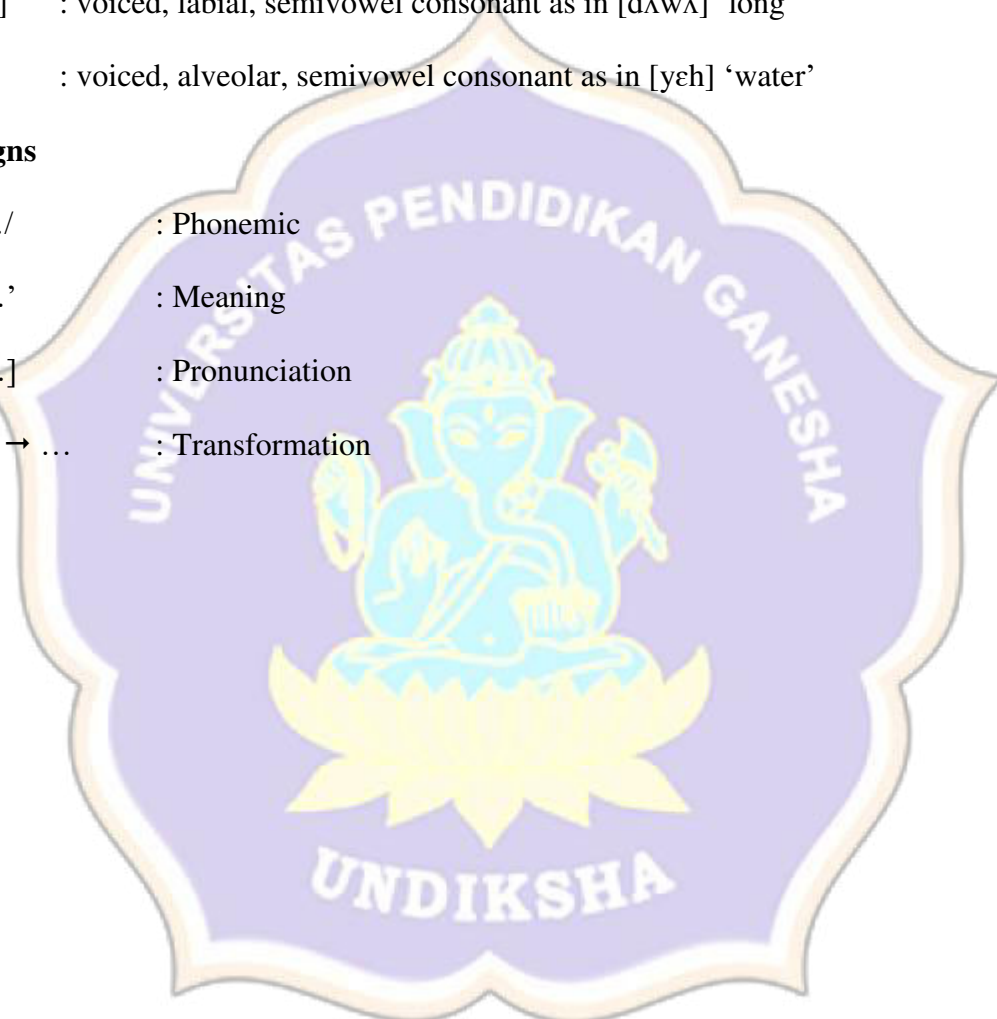 ] : voiced, labial, semivowel consonant as in [dʌwʌ] ‘long’
: voiced, alveolar, semivowel consonant as in [yɛh] ‘water’
gns
./ : Phonemic
.’ : Meaning
.] : Pronunciation
→ … : Transformation
UNIVERSITAS PENDIDIKAN GANESHA
UNDIKSHA